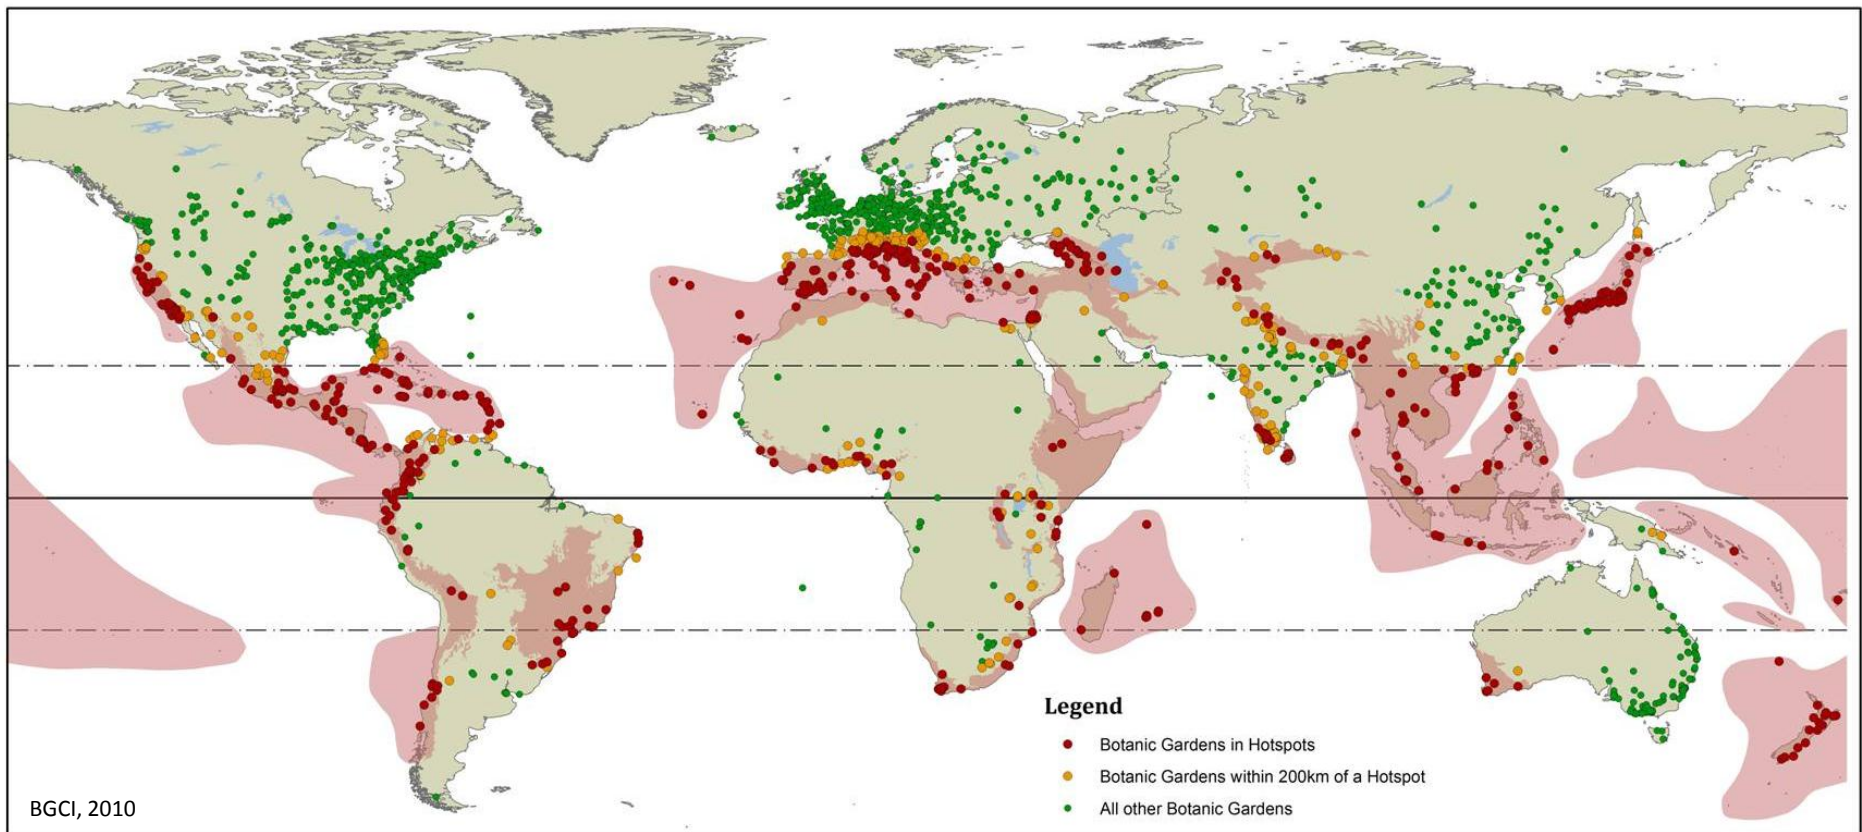 Legend
Botanic Gardens in Hotspots
Botanic Gardens within 200km of a Hotspot
All other Botanic Gardens
BGCI, 2010